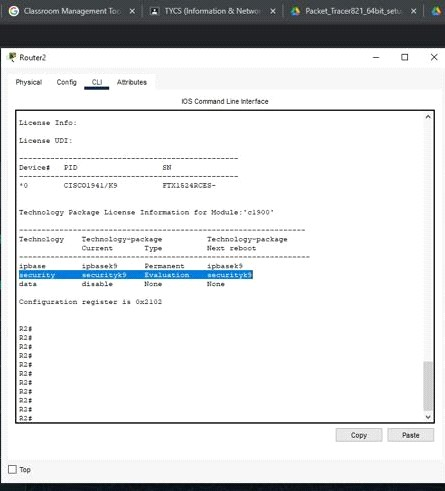 Classroom Management Too
TYCS (Information & Networ
Packet_Tracer821_64bit_setu
Router2
Physical Config CLI Attributes
IOS Command Line Interface
License Info:
License UDI:
-------------------------------------------------
Device# PID SN
-------------------------------------------------
*0 CISCO1941/K9 FTX1524RCES-
Technology Package License Information for Module:'c1900'
----------------------------------------------------------------
Technology Technology-package Technology-package
Current Type Next reboot
-----------------------------------------------------------------
ipbase ipbasek9 Permanent ipbasek9
security securityk9 Evaluation securityk9
data disable None None
Configuration register is 0x2102
R2#
R2#
R2#
R2#
R2#
R2#
R2#
R2#
R2#
R2#
R2#
Copy Paste
Top